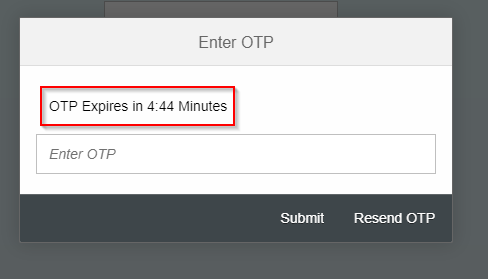 Enter OTP
OTP Expires in 4:44 Minutes
Enter OTP
Submit Resend OTP